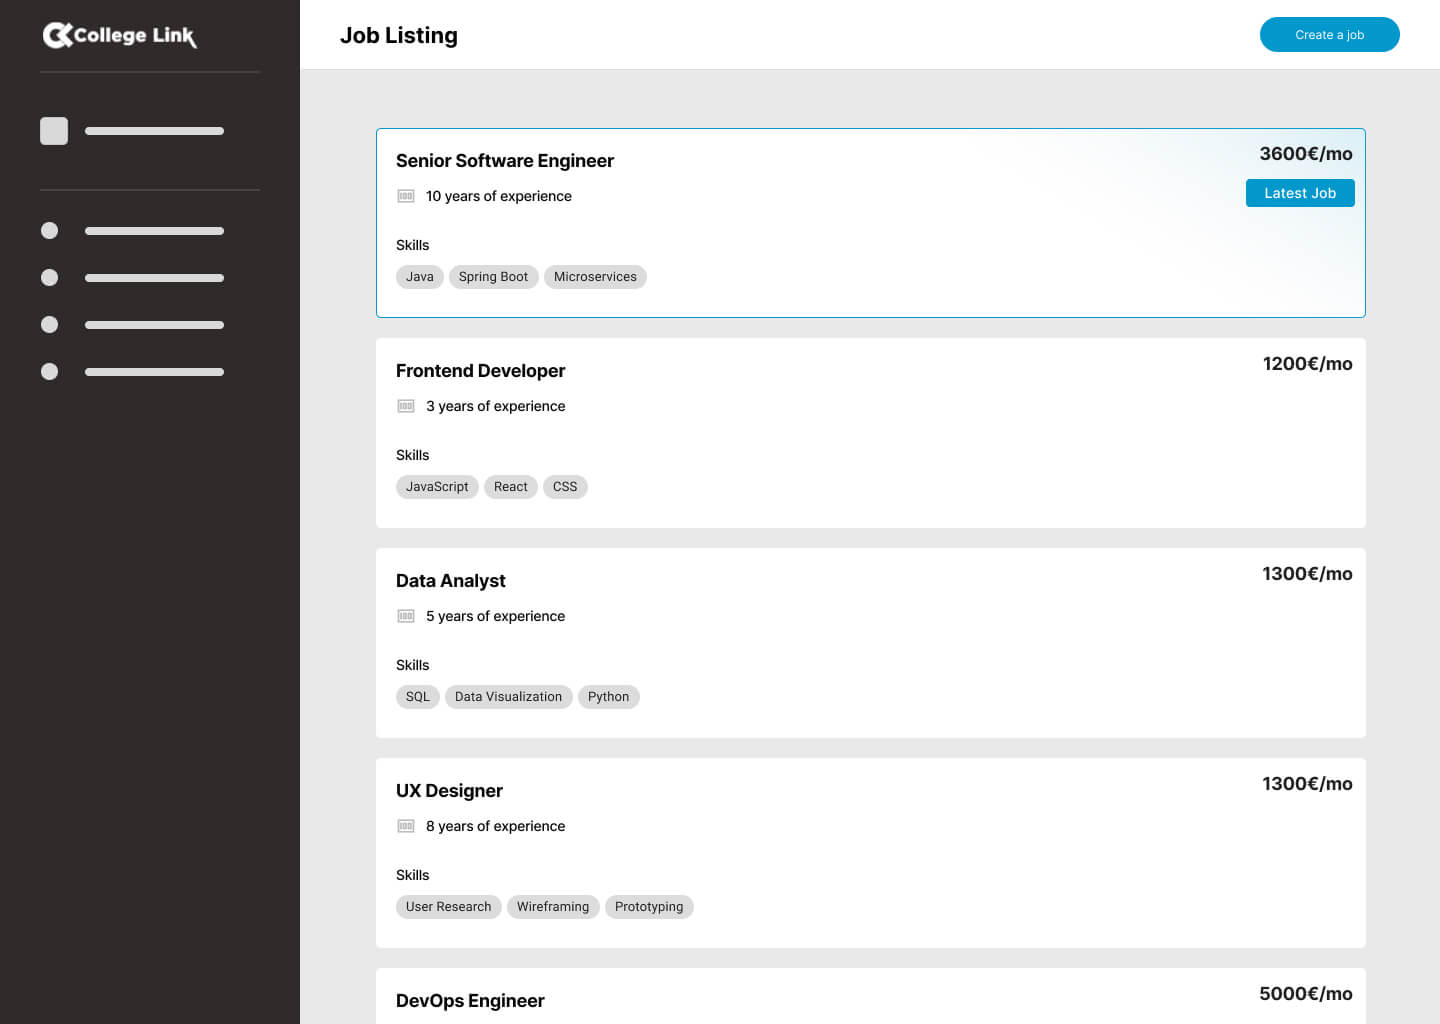 College Link
Job Listing
Create a job
Senior Software Engineer
3600€/mo
10 years of experience
Latest Job
Skills
Java Spring Boot Microservices
Frontend Developer
1200€/mo
3 years of experience
Skills
JavaScript React CSS
Data Analyst
1300€/mo
5 years of experience
Skills
SQL Data Visualization Python
UX Designer
1300€/mo
8 years of experience
Skills
User Research Wireframing Prototyping
DevOps Engineer
5000€/mo